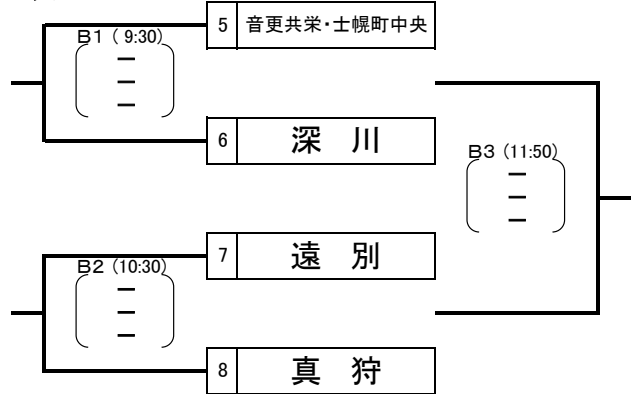 5 音更共栄・士幌町中央
B1 ( 9:30)
ー
ー
ー
6 深 川
B3 (11:50)
ー
ー
ー
7 遠 別
B2 (10:30)
ー
ー
ー
8 真 狩